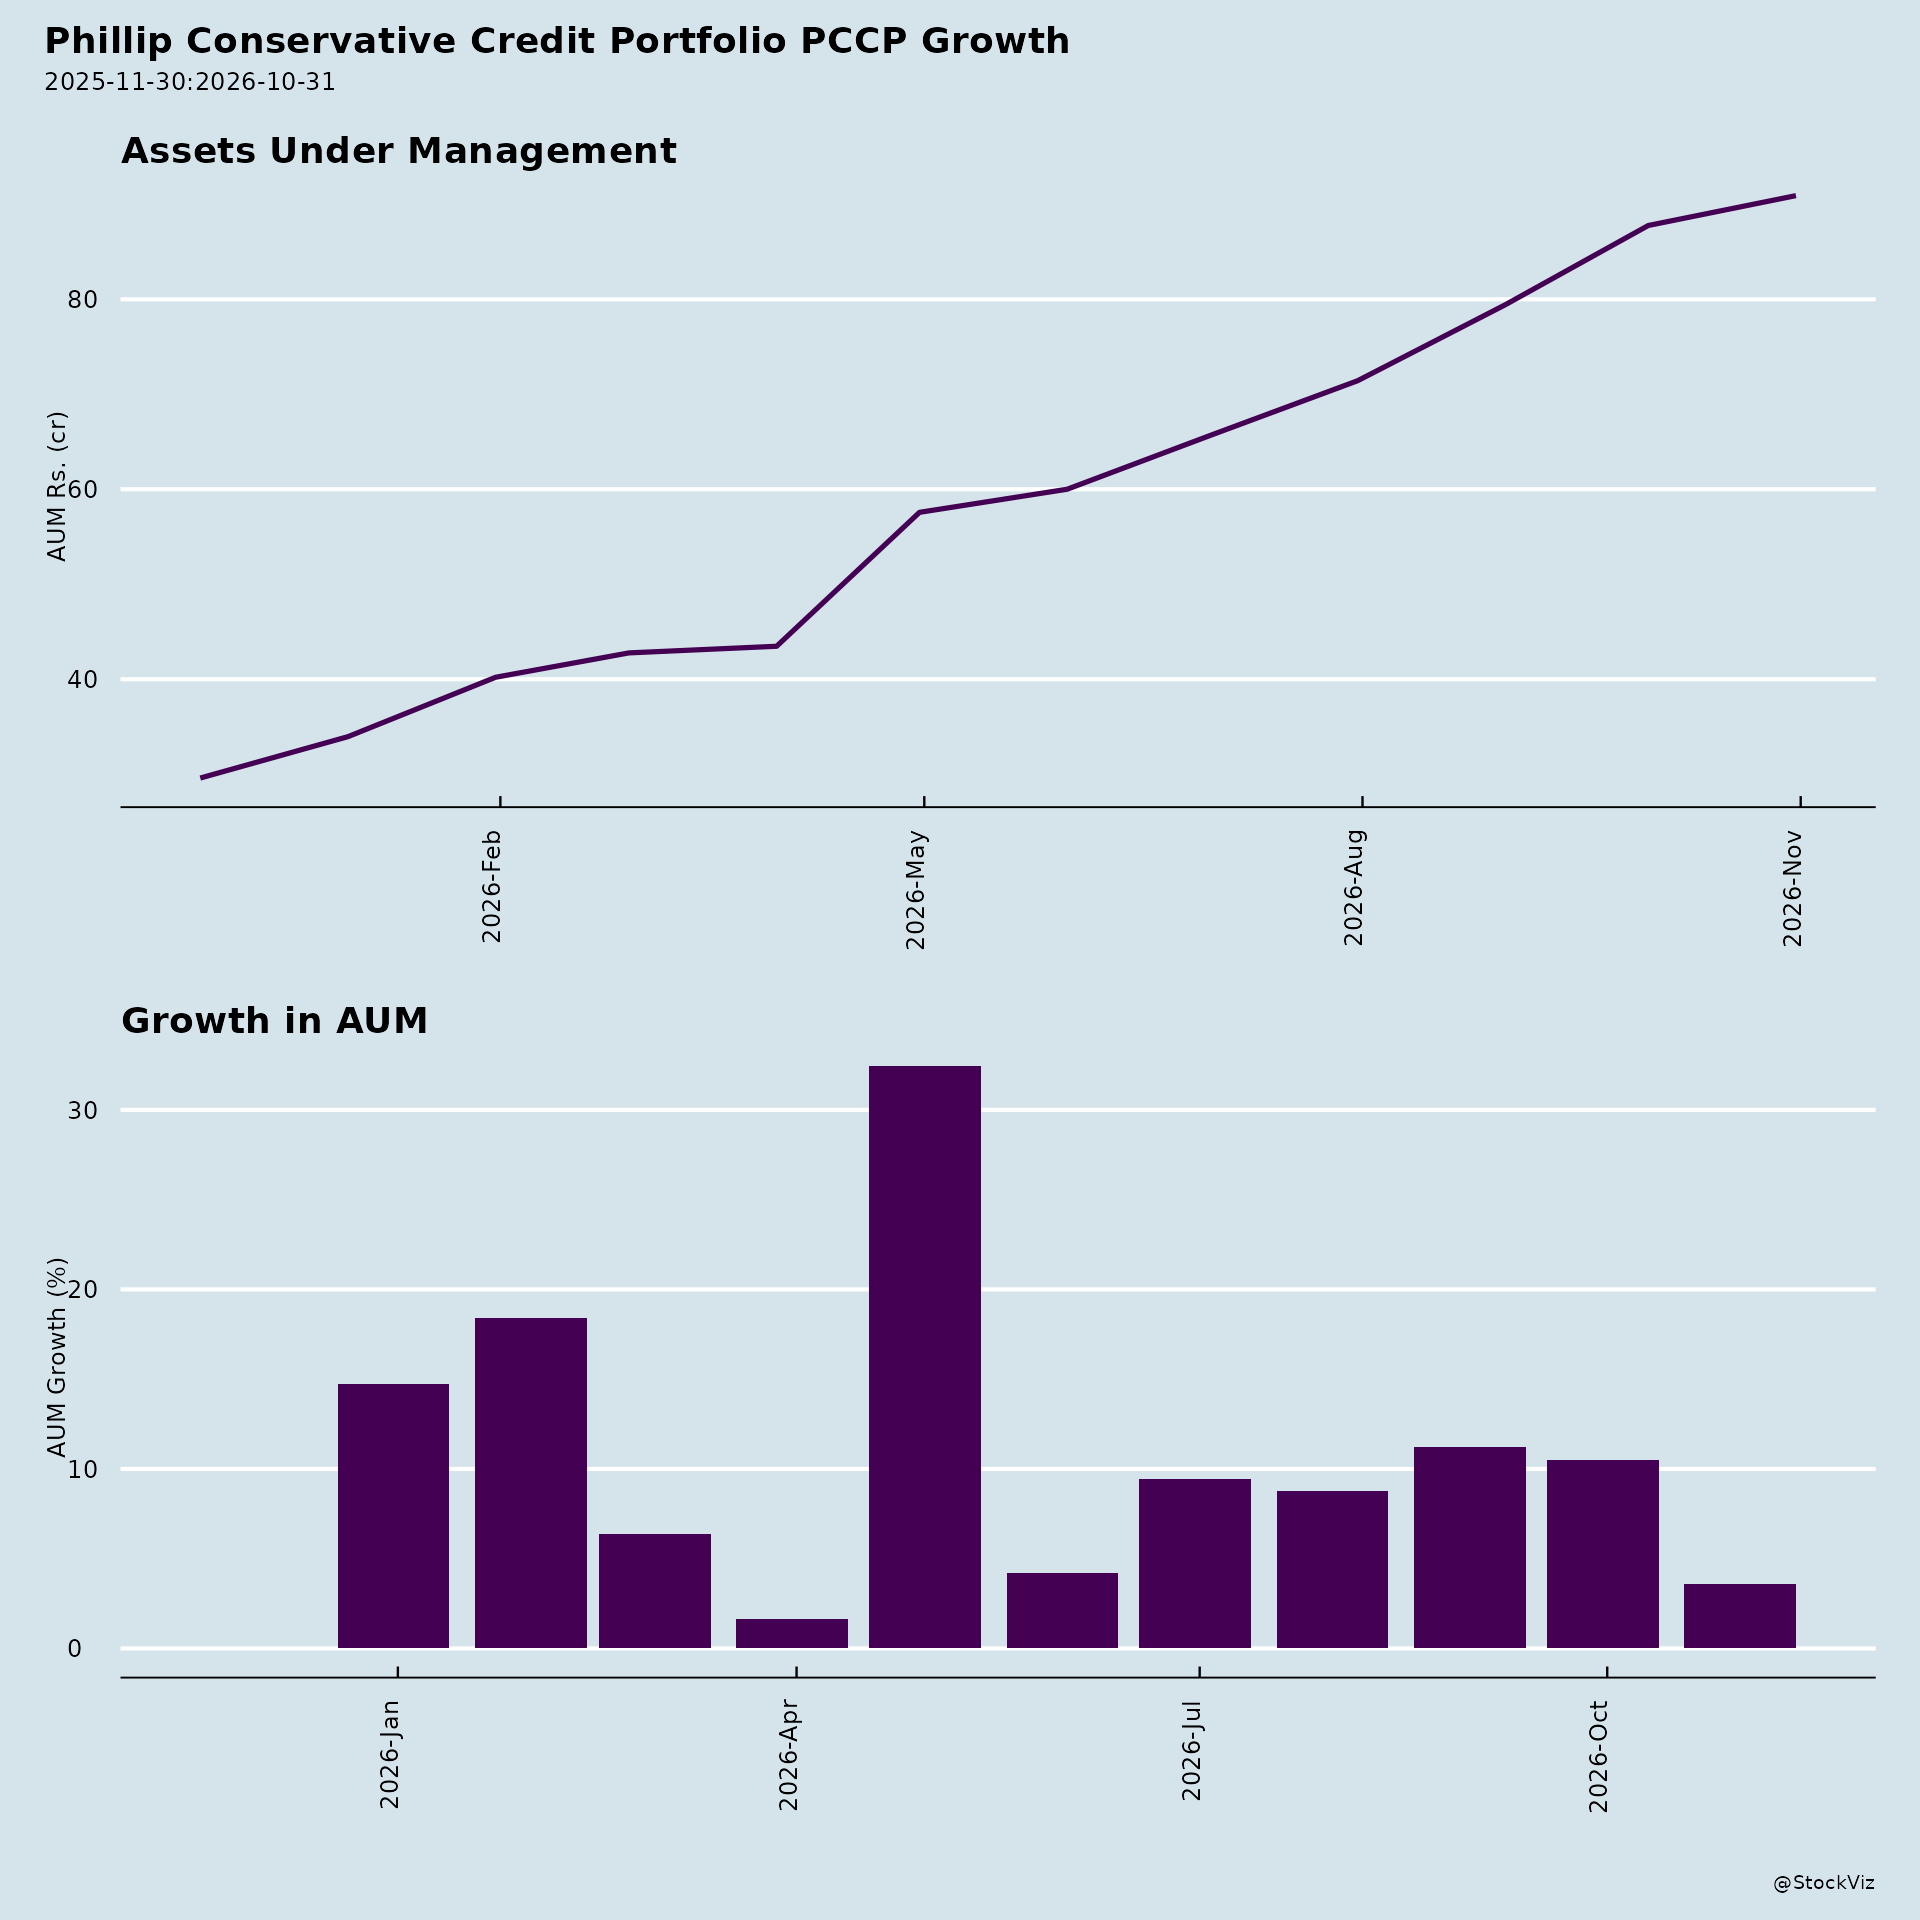 Phillip Conservative Credit Portfolio PCCP Growth
2025-11-30:2026-10-31
Assets Under Management
AUM Rs. (cr)
80
60
40
2026-Feb
2026-May
2026-Aug
2026-Nov
Growth in AUM
AUM Growth (%)
30
20
10
0
2026-Jan
2026-Apr
2026-Jul
2026-Oct
@StockViz